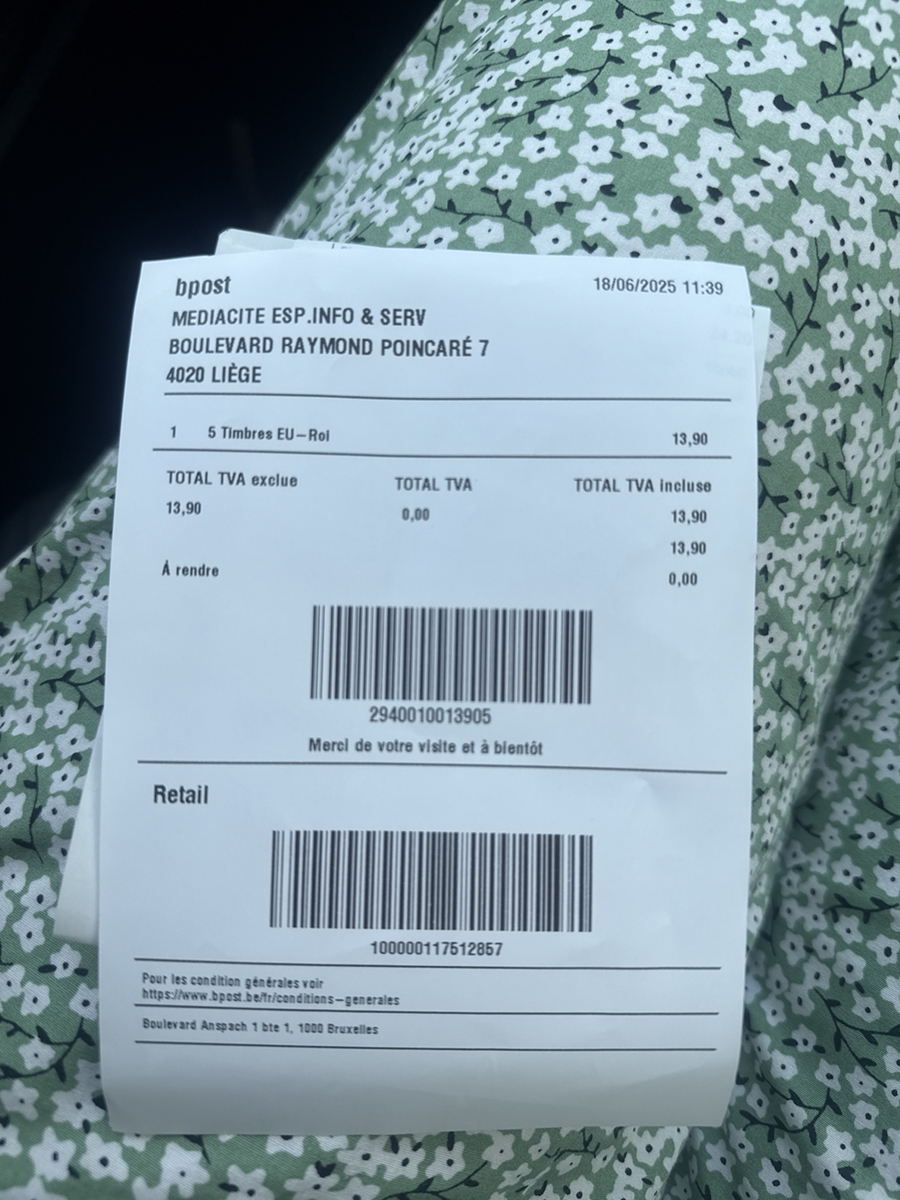 bpost 18/06/2025 11:39
MEDIACITE ESP.INFO & SERV
BOULEVARD RAYMOND POINCARÉ 7
4020 LIÈGE
1 5 Timbres EU-Roi 13,90
TOTAL TVA exclue TOTAL TVA TOTAL TVA incluse
13,90 0,00 13,90
13,90
À rendre 0,00
2940010013905
Merci de votre visite et à bientôt
Retail
100000117512857
Pour les condition générales voir
https://www.bpost.be/fr/conditions-generales
Boulevard Anspach 1 bte 1, 1000 Bruxelles